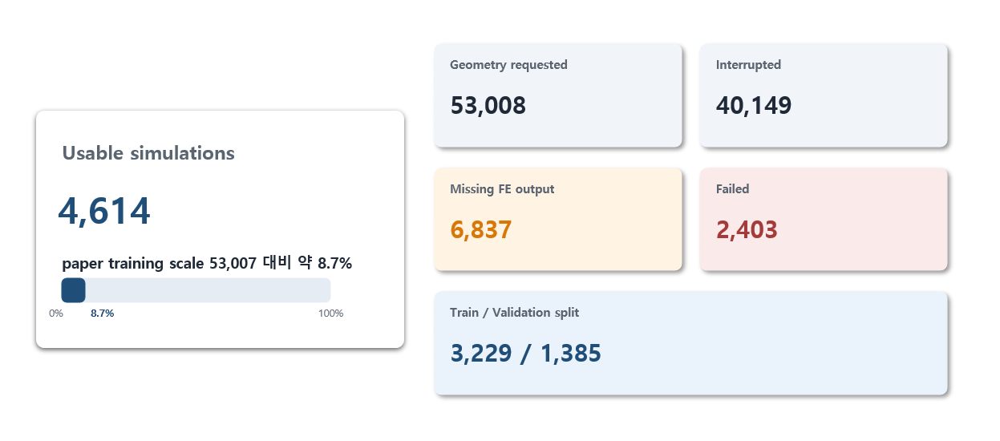 Usable simulations
4,614
paper training scale 53,007 대비 약 8.7%
0%
8.7%
100%
Geometry requested
53,008
Interrupted
40,149
Missing FE output
6,837
Failed
2,403
Train / Validation split
3,229 / 1,385